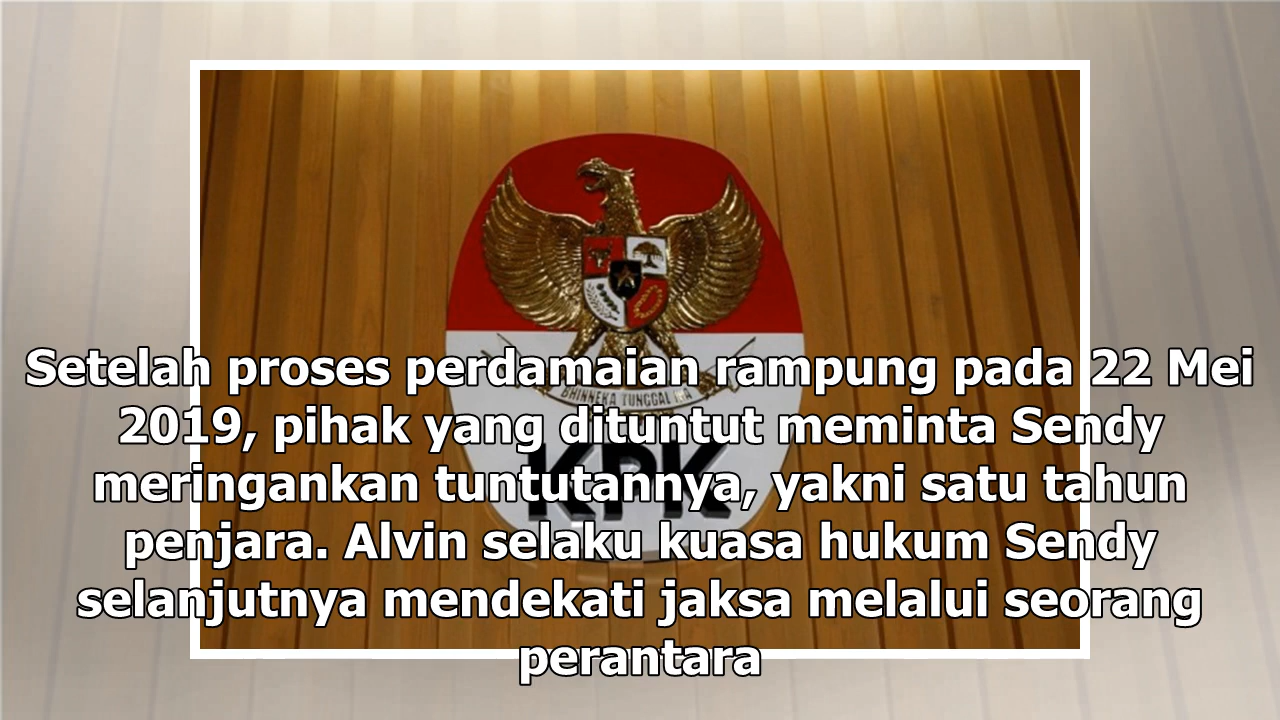 Setelah proses perdamaian rampung pada 22 Mei
2019, pihak yang dituntut meminta Sendy
meringankan tuntutannya, yakni satu tahun
penjara. Alvin selaku kuasa hukum Sendy
selanjutnya mendekati jaksa melalui seorang
perantara
BHINNEKA TUNGGAL IKA
KPK